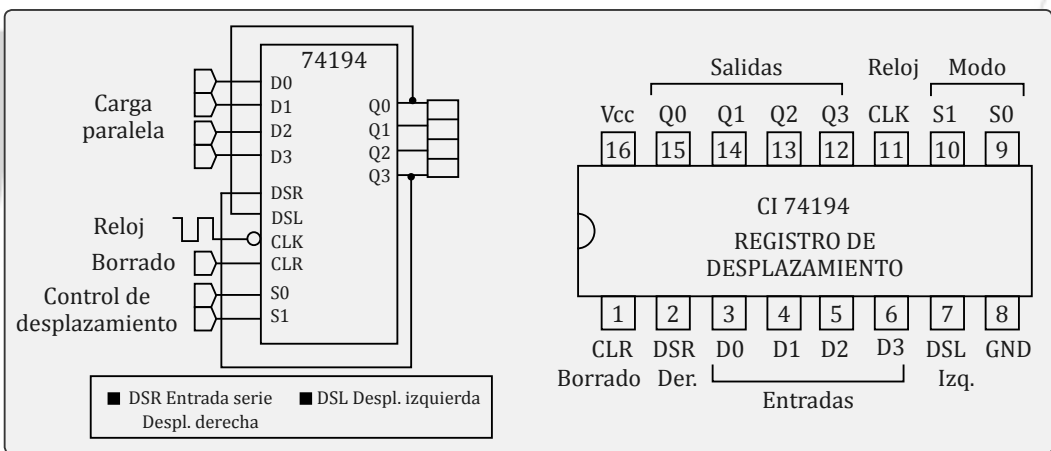 74194
D0
D1
D2
D3
Q0
Q1
Q2
Q3
DSR
DSL
CLK
CLR
S0
S1
Carga
paralela
Reloj
Borrado
Control de
desplazamiento
■ DSR Entrada serie ■ DSL Despl. izquierda
Despl. derecha
Salidas Reloj Modo
Vcc Q0 Q1 Q2 Q3 CLK S1 S0
16 15 14 13 12 11 10 9
CI 74194
REGISTRO DE
DESPLAZAMIENTO
1 2 3 4 5 6 7 8
CLR DSR D0 D1 D2 D3 DSL GND
Borrado Der. Izq.
Entradas